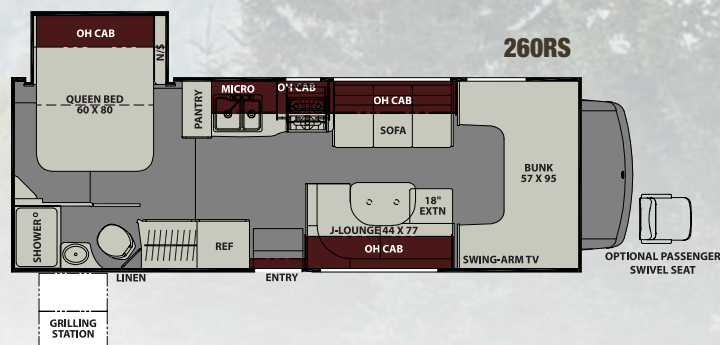 260RS
OH CAB
N/S
QUEEN BED
60 X 80
PANTRY
MICRO
OH CAB
OH CAB
SOFA
BUNK
57 X 95
18"
EXTN
J-LOUNGE 44 X 77
OH CAB
SWING-ARM TV
SHOWER
REF
LINEN
ENTRY
GRILLING
STATION
OPTIONAL PASSENGER
SWIVEL SEAT